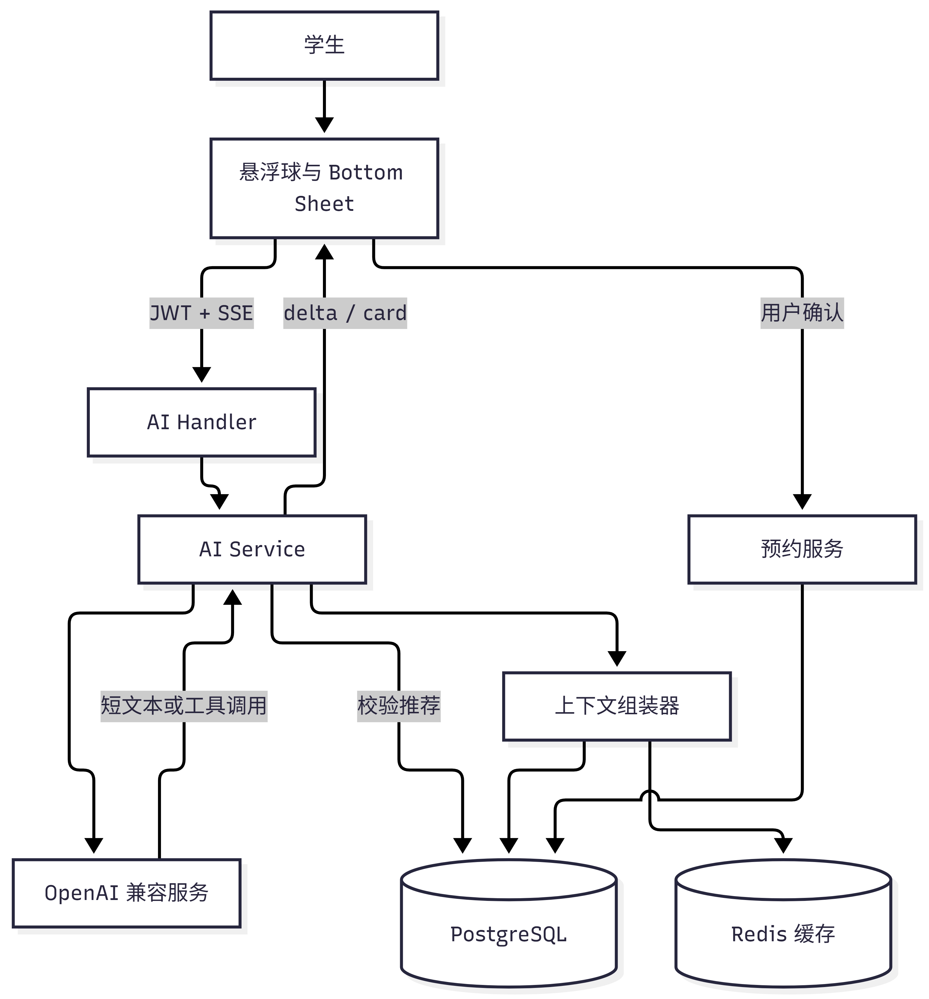 学生
悬浮球与 Bottom
Sheet
JWT + SSE
delta / card
用户确认
AI Handler
AI Service
预约服务
短文本或工具调用
校验推荐
上下文组装器
OpenAI 兼容服务
PostgreSQL
Redis 缓存